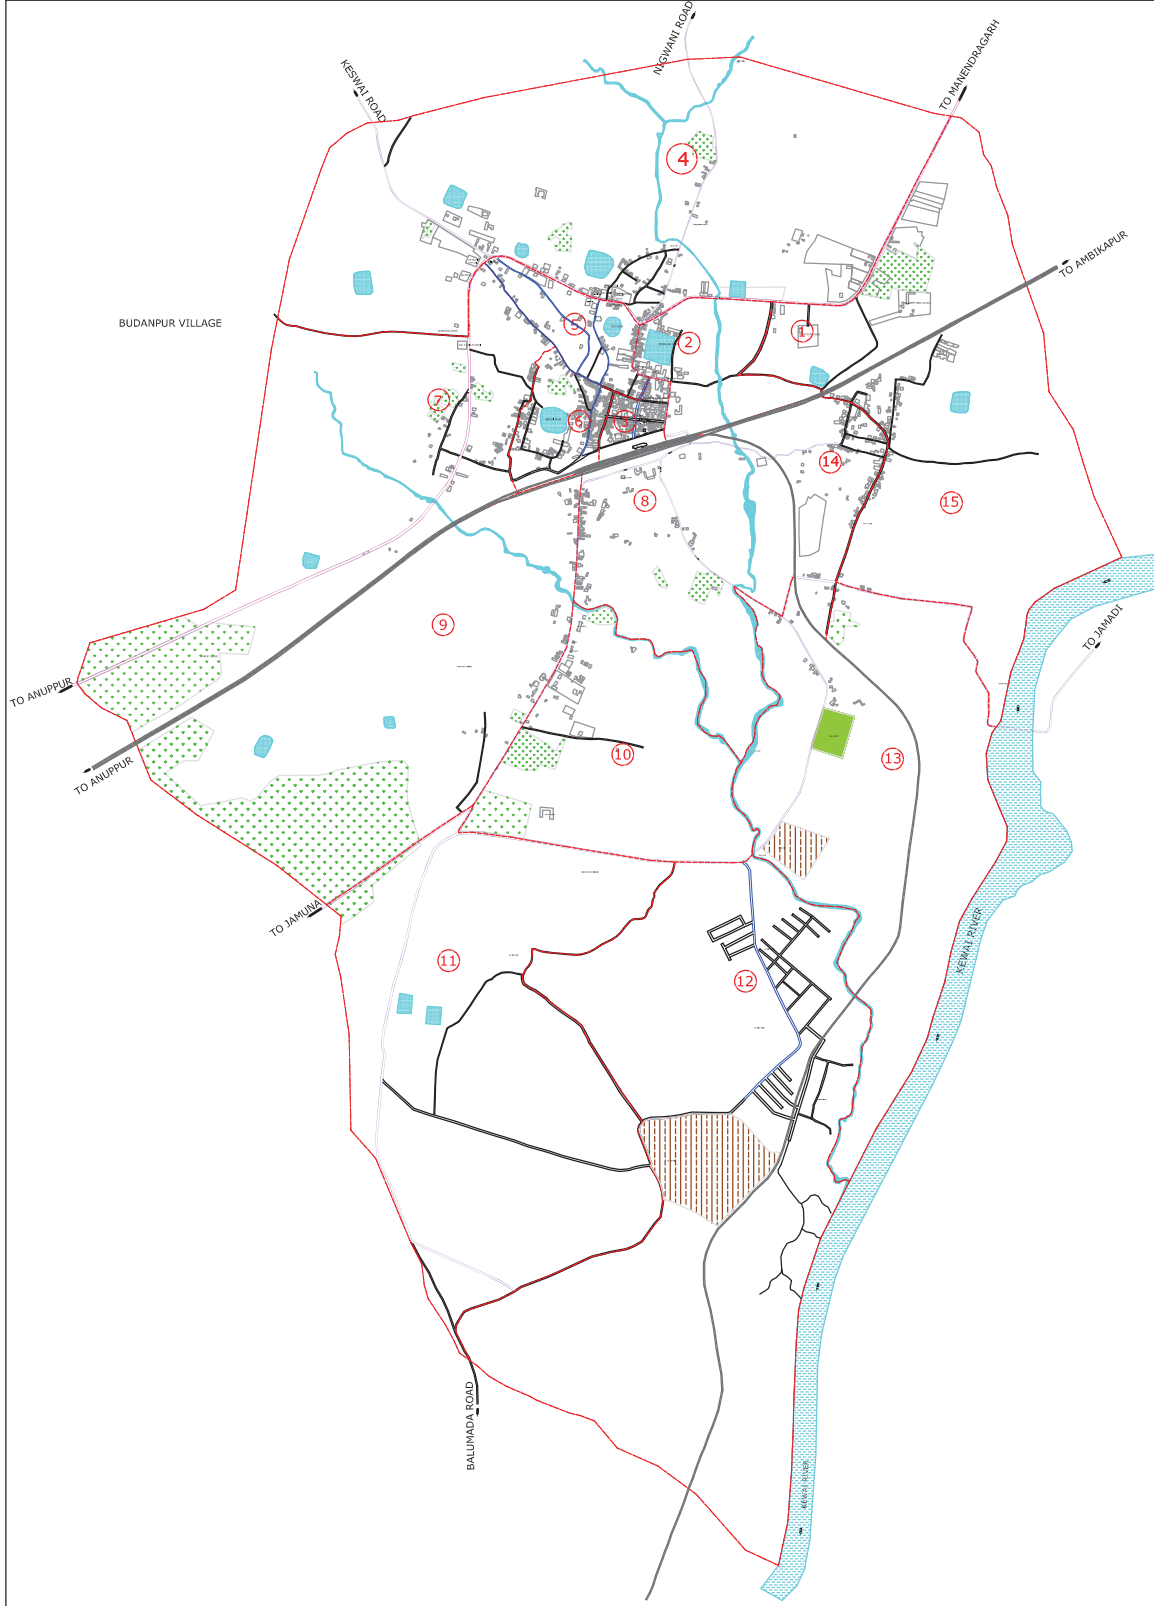 NIGWANI ROAD
TO MANENDRAGARH
KESWAI ROAD
4
TO AMBIKAPUR
BUDANPUR VILLAGE
5
1
2
7
6
3
14
8
15
9
TO JAMADI
TO ANUPPUR
10
13
TO ANUPPUR
TO JAMUNA
KEWAI RIVER
11
12
BALUMADA ROAD
KEWAI RIVER